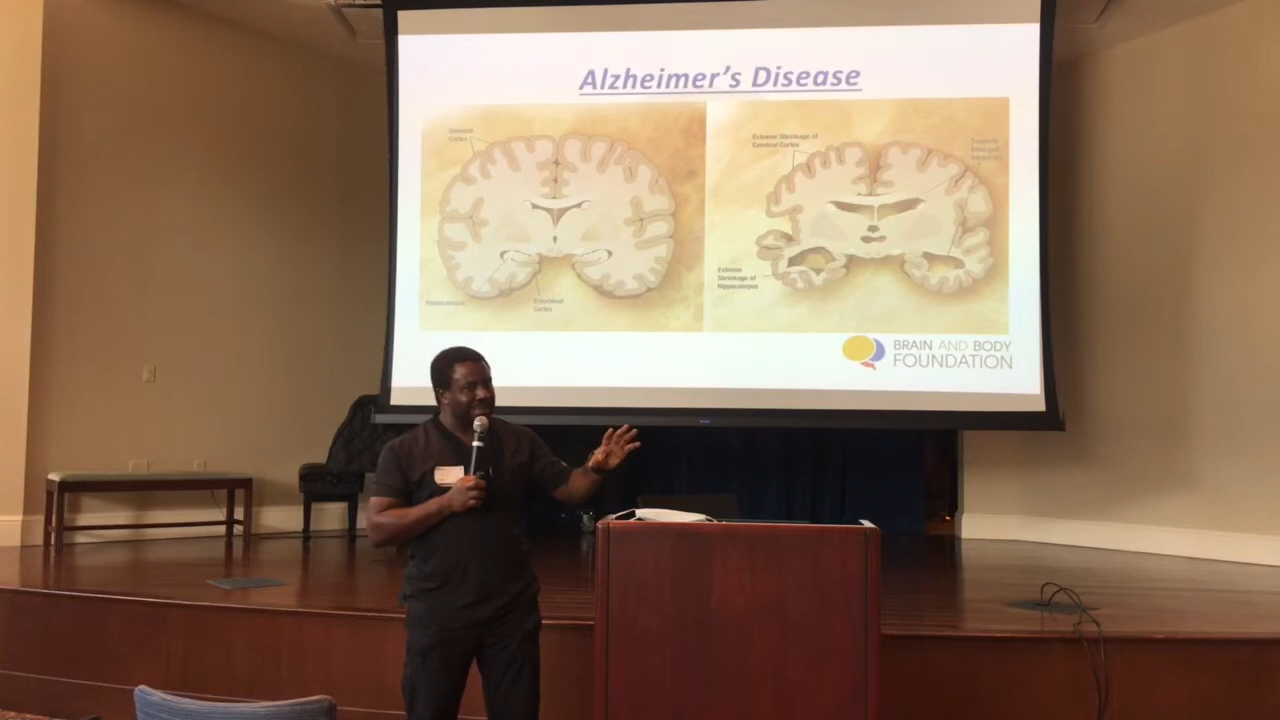 Alzheimer's Disease
Cerebral
Cortex
Extreme Shrinkage of
Cerebral Cortex
Severely
Enlarged
Ventricles
Extreme
Shrinkage of
Hippocampus
Hippocampus
Entorhinal
Cortex
BRAIN AND BODY
FOUNDATION